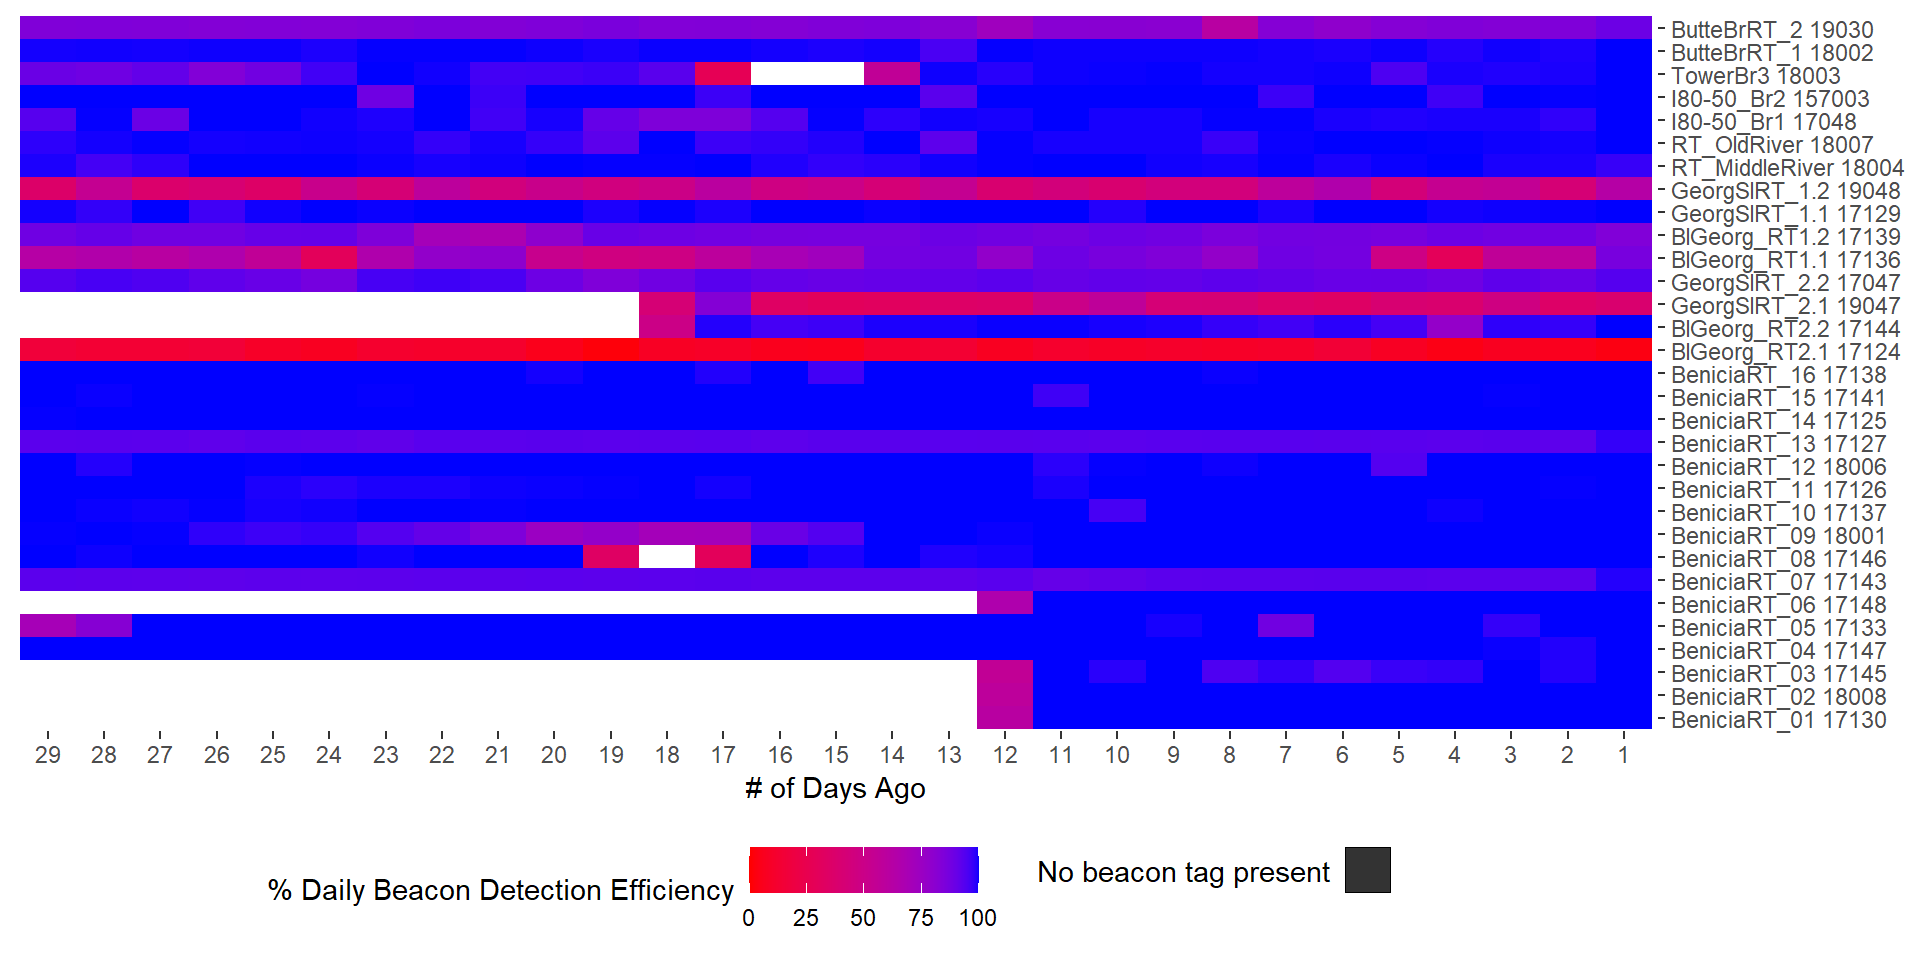 ButteBrRT_2 19030
ButteBrRT_1 18002
TowerBr3 18003
I80-50_Br2 157003
I80-50_Br1 17048
RT_OldRiver 18007
RT_MiddleRiver 18004
GeorgSlRT_1.2 19048
GeorgSlRT_1.1 17129
BlGeorg_RT1.2 17139
BlGeorg_RT1.1 17136
GeorgSlRT_2.2 17047
GeorgSlRT_2.1 19047
BlGeorg_RT2.2 17144
BlGeorg_RT2.1 17124
BeniciaRT_16 17138
BeniciaRT_15 17141
BeniciaRT_14 17125
BeniciaRT_13 17127
BeniciaRT_12 18006
BeniciaRT_11 17126
BeniciaRT_10 17137
BeniciaRT_09 18001
BeniciaRT_08 17146
BeniciaRT_07 17143
BeniciaRT_06 17148
BeniciaRT_05 17133
BeniciaRT_04 17147
BeniciaRT_03 17145
BeniciaRT_02 18008
BeniciaRT_01 17130
29 28 27 26 25 24 23 22 21 20 19 18 17 16 15 14 13 12 11 10 9 8 7 6 5 4 3 2 1
# of Days Ago
% Daily Beacon Detection Efficiency
0 25 50 75 100
No beacon tag present